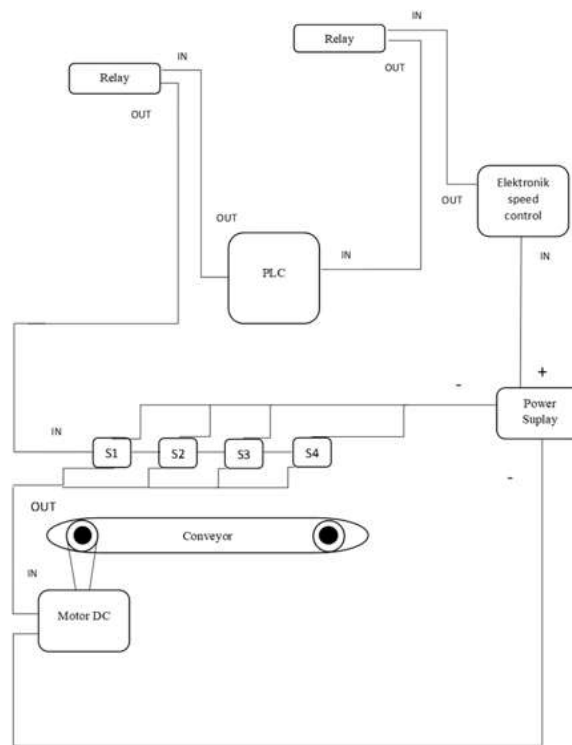 IN
Relay
OUT
IN
Relay
OUT
Elektronik
speed
control
OUT
IN
OUT
PLC
IN
+
-
Power
Suplay
-
IN
S1
S2
S3
S4
OUT
Conveyor
IN
Motor DC